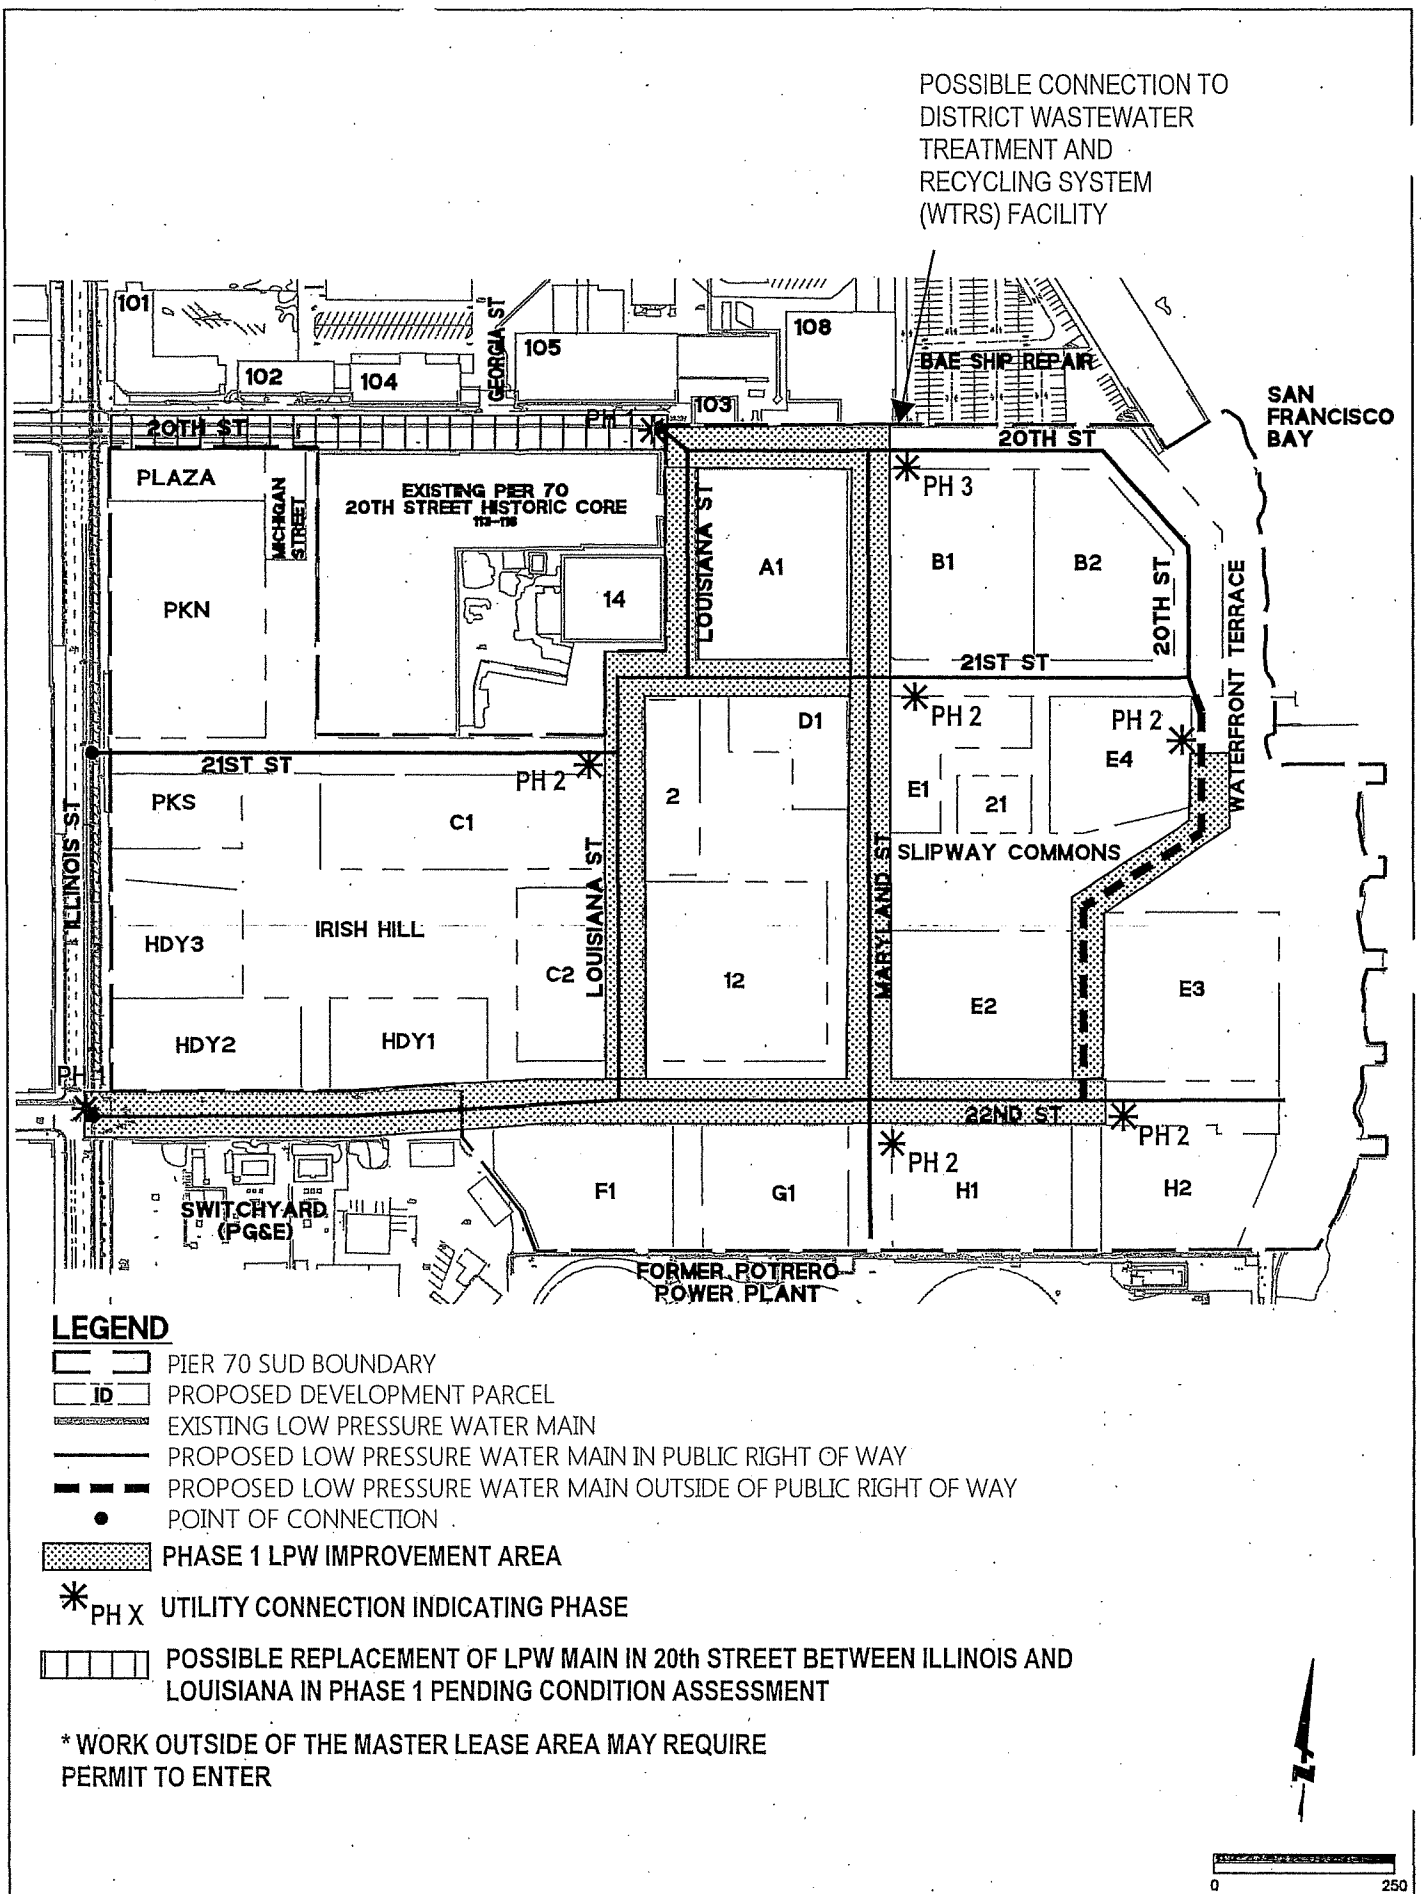 POSSIBLE CONNECTION TO
DISTRICT WASTEWATER
TREATMENT AND
RECYCLING SYSTEM
(WTRS) FACILITY
101
102
104
GEORGIA ST
105
103
108
BAE SHIP REPAIR
SAN
FRANCISCO
BAY
20TH ST
PH 1
20TH ST
PLAZA
MICHIGAN
STREET
EXISTING PIER 70
20TH STREET HISTORIC CORE
113-116
PH 3
LOUISIANA ST
A1
B1
B2
20TH ST
WATERFRONT TERRACE
PKN
14
21ST ST
21ST ST
PH 2
D1
PH 2
PH 2
E4
PKS
C1
2
E1
21
ILLINOIS ST
LOUISIANA ST
MARYLAND ST
SLIPWAY COMMONS
HDY3
IRISH HILL
C2
12
E2
E3
HDY2
HDY1
PH 1
22ND ST
PH 2
PH 2
F1
G1
H1
H2
SWITCHYARD
(PG&E)
FORMER POTRERO
POWER PLANT
LEGEND
PIER 70 SUD BOUNDARY
ID PROPOSED DEVELOPMENT PARCEL
EXISTING LOW PRESSURE WATER MAIN
PROPOSED LOW PRESSURE WATER MAIN IN PUBLIC RIGHT OF WAY
PROPOSED LOW PRESSURE WATER MAIN OUTSIDE OF PUBLIC RIGHT OF WAY
POINT OF CONNECTION
PHASE 1 LPW IMPROVEMENT AREA
PH X UTILITY CONNECTION INDICATING PHASE
POSSIBLE REPLACEMENT OF LPW MAIN IN 20th STREET BETWEEN ILLINOIS AND
LOUISIANA IN PHASE 1 PENDING CONDITION ASSESSMENT
* WORK OUTSIDE OF THE MASTER LEASE AREA MAY REQUIRE
PERMIT TO ENTER
N
0 250